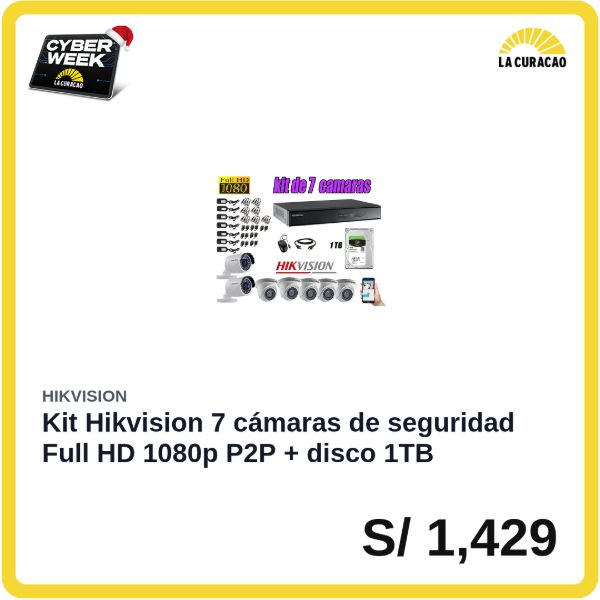 CYBER
WEEK
LA CURACAO
LA CURACAO
Full HD
1080
kit de 7 camaras
1TB
HIKVISION
HIKVISION
Kit Hikvision 7 cámaras de seguridad
Full HD 1080p P2P + disco 1TB
S/ 1,429